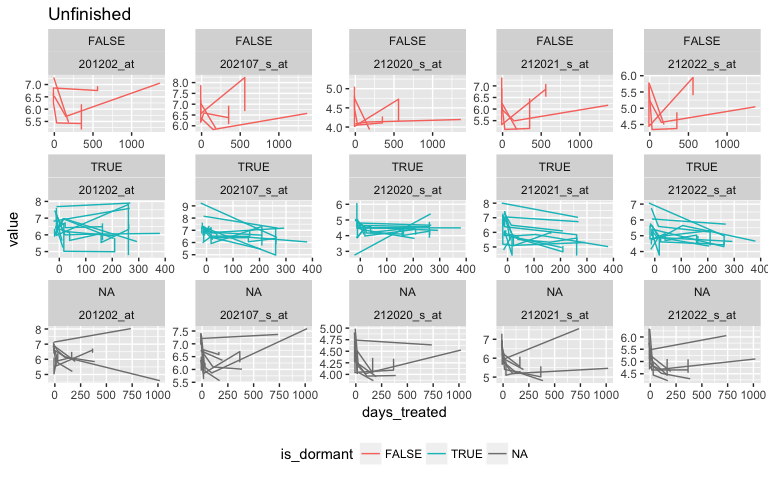 Unfinished
FALSE FALSE FALSE FALSE FALSE
201202_at 202107_s_at 212020_s_at 212021_s_at 212022_s_at
7.0 6.5 6.0 5.5
8.0 7.5 7.0 6.5 6.0
5.0 4.5 4.0
7.0 6.5 6.0 5.5 5.0
6.0 5.5 5.0 4.5
0 500 1000 0 500 1000 0 500 1000 0 500 1000 0 500 1000
TRUE TRUE TRUE TRUE TRUE
201202_at 202107_s_at 212020_s_at 212021_s_at 212022_s_at
value
8 7 6 5
9 8 7 6 5
6 5 4 3
8 7 6 5
7 6 5 4
0 100 200 300 400 0 100 200 300 400 0 100 200 300 400 0 100 200 300 400 0 100 200 300 400
NA NA NA NA NA
201202_at 202107_s_at 212020_s_at 212021_s_at 212022_s_at
8 7 6 5
7.5 7.0 6.5 6.0 5.5
5.00 4.75 4.50 4.25 4.00
7 6 5
6.0 5.5 5.0 4.5
0 250 500 750 1000 0 250 500 750 1000 0 250 500 750 1000 0 250 500 750 1000 0 250 500 750 1000
days_treated
is_dormant FALSE TRUE NA